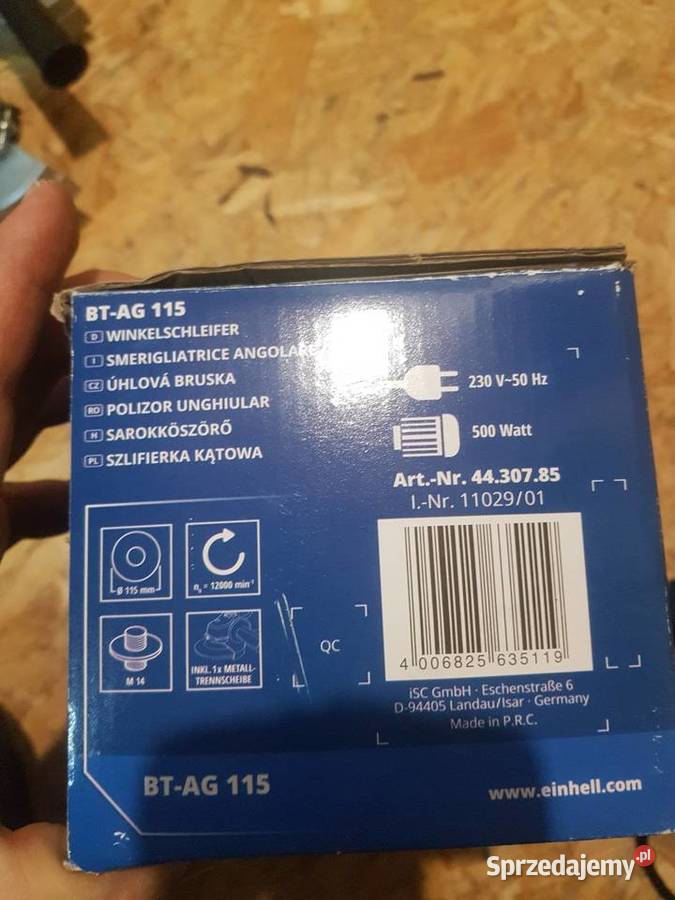 BT-AG 115
D WINKELSCHLEIFER
I SMERIGLIATRICE ANGOLARE
CZ ÚHLOVÁ BRUSKA
RO POLIZOR UNGHIULAR
H SAROKKÖSZÖRŐ
PL SZLIFIERKA KĄTOWA
230 V~50 Hz
500 Watt
Art.-Nr. 44.307.85
I.-Nr. 11029/01
Ø 115 mm
n₀ = 12000 min⁻¹
M 14
INKL. 1x METALL-
TRENNSCHEIBE
QC
4 006825 635119
iSC GmbH · Eschenstraße 6
D-94405 Landau/Isar · Germany
Made in P.R.C.
BT-AG 115
www.einhell.com
Sprzedajemy.pl